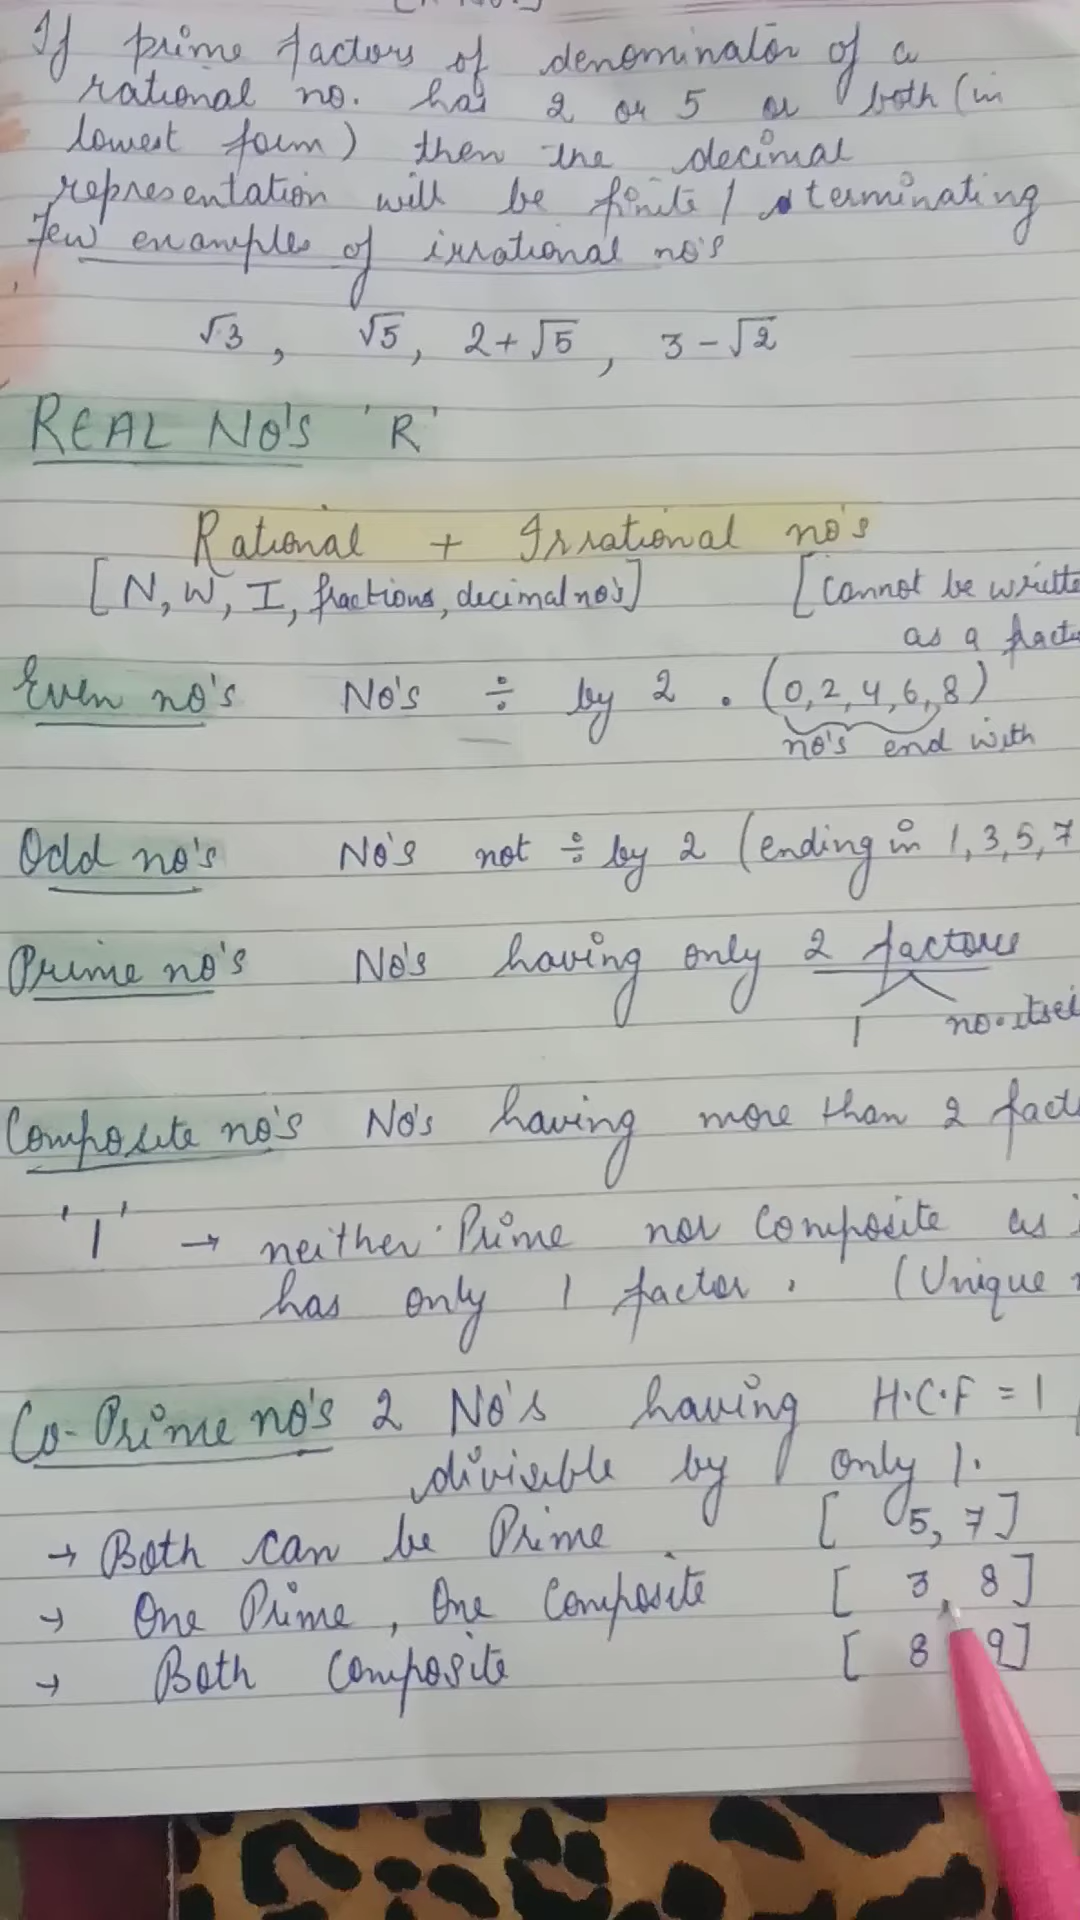 If prime factors of denominator of a
rational no. has 2 or 5 or both (in
lowest form) then the decimal
representation will be finite / terminating
Few examples of irrational no's
√3, √5, 2+√5, 3-√2
REAL NO'S 'R'
Rational + Irrational no's
[N, W, I, fractions, decimal no's] [cannot be writte
as a fract
Even no's No's ÷ by 2. (0,2,4,6,8)
no's end with
Odd no's No's not ÷ by 2 (ending in 1,3,5,7
Prime no's No's having only 2 factors
1 no. itsel
Composite no's No's having more than 2 fact
'1' → neither Prime nor Composite as
has only 1 factor. (Unique
Co-Prime no's 2 No's having H.C.F = 1
divisible by only 1.
→ Both can be Prime [5, 7]
→ One Prime, One Composite [3, 8]
→ Both Composite [8 9]